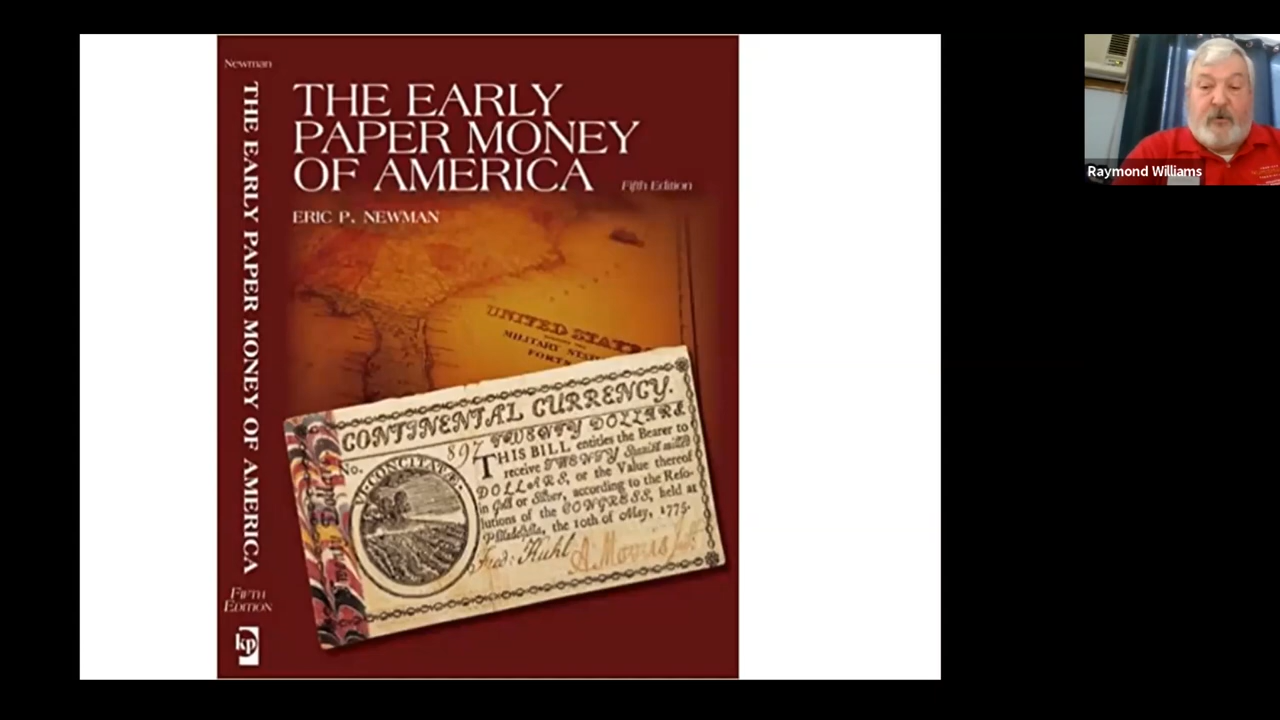 Newman
THE EARLY PAPER MONEY OF AMERICA
FIFTH EDITION
kp
THE EARLY
PAPER MONEY
OF AMERICA
Fifth Edition
ERIC P. NEWMAN
UNITED STATES
MILITARY
CONTINENTAL CURRENCY.
No. 897
TWENTY DOLLARS
THIS BILL entitles the Bearer to
receive TWENTY Spanish milled
DOLLARS, or the Value thereof
in Gold or Silver, according to the Reso-
lutions of the CONGRESS, held at
Philadelphia, the 10th of May, 1775.
VI CONCITATÆ
Fred: Kuhl
Raymond Williams